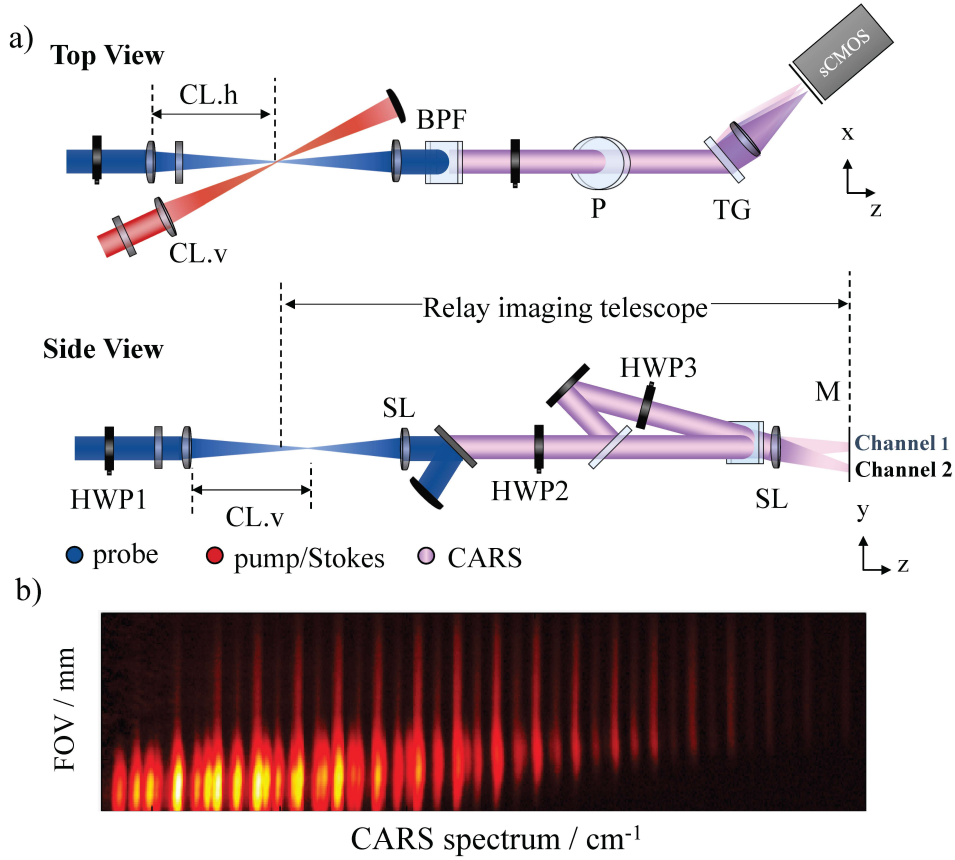 a)
Top View
CL.h
BPF
sCMOS
x
z
P
TG
CL.v
Relay imaging telescope
Side View
HWP3
M
SL
Channel 1
Channel 2
HWP1
HWP2
SL
CL.v
y
z
probe
pump/Stokes
CARS
b)
FOV / mm
CARS spectrum / cm⁻¹